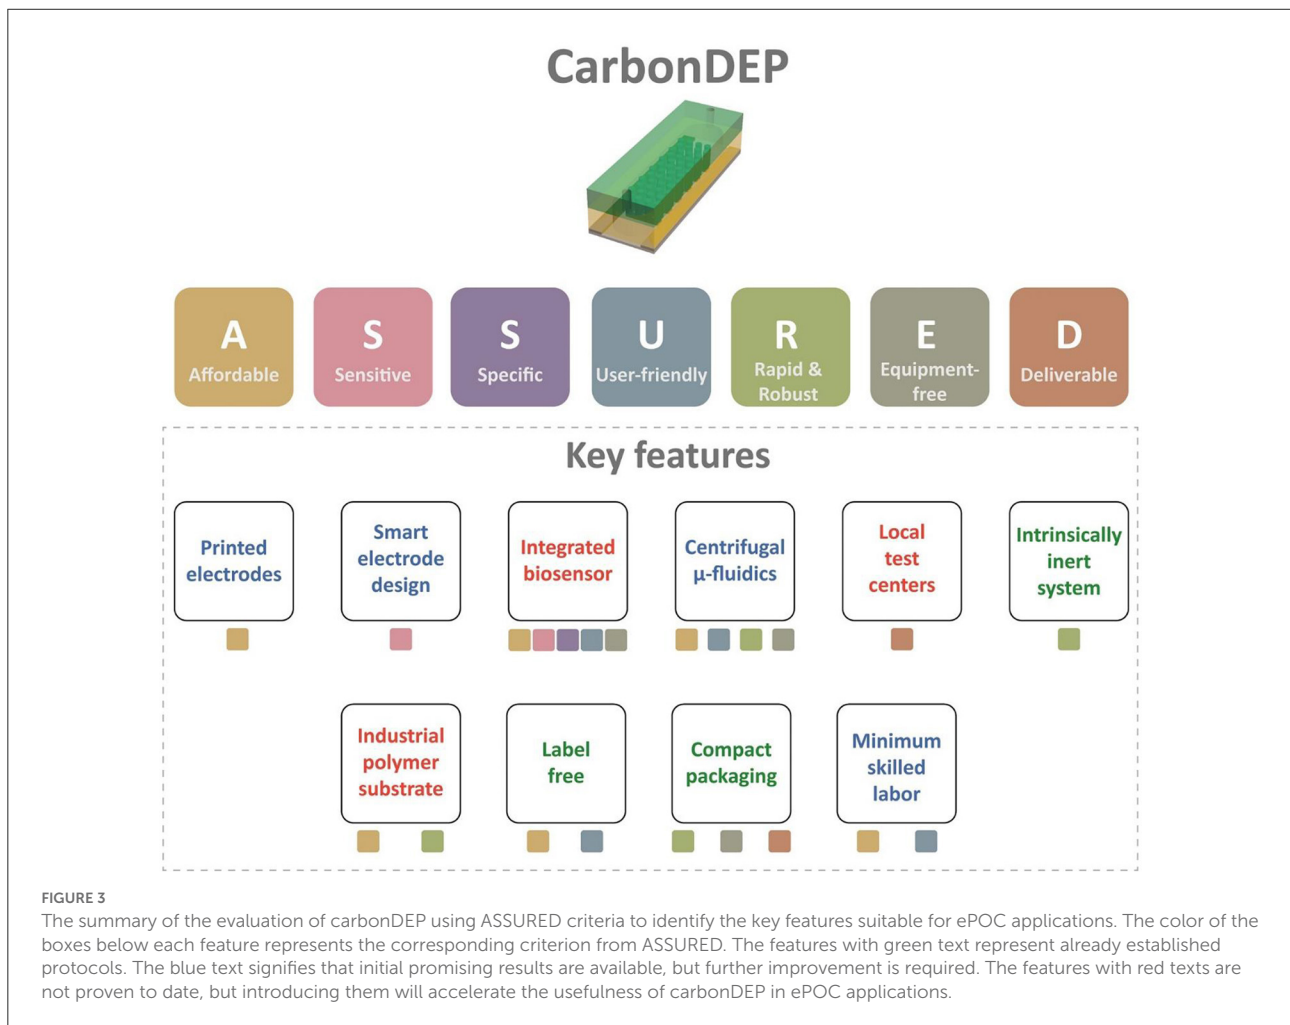 CarbonDEP
A
Affordable
S
Sensitive
S
Specific
U
User-friendly
R
Rapid &
Robust
E
Equipment-
free
D
Deliverable
Key features
Printed
electrodes
Smart
electrode
design
Integrated
biosensor
Centrifugal
μ-fluidics
Local
test
centers
Intrinsically
inert
system
Industrial
polymer
substrate
Label
free
Compact
packaging
Minimum
skilled
labor
FIGURE 3
The summary of the evaluation of carbonDEP using ASSURED criteria to identify the key features suitable for ePOC applications. The color of the
boxes below each feature represents the corresponding criterion from ASSURED. The features with green text represent already established
protocols. The blue text signifies that initial promising results are available, but further improvement is required. The features with red texts are
not proven to date, but introducing them will accelerate the usefulness of carbonDEP in ePOC applications.